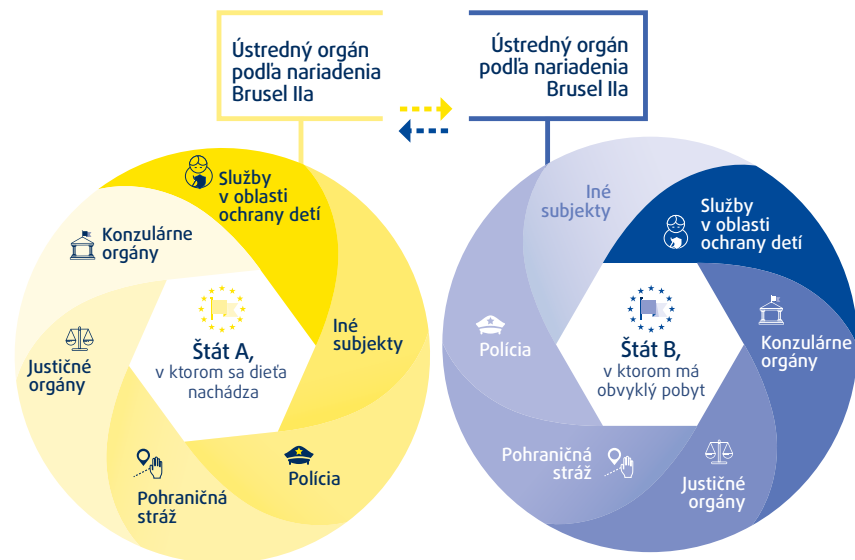 Ústredný orgán
podľa nariadenia
Brusel IIa
Ústredný orgán
podľa nariadenia
Brusel IIa
Služby
v oblasti
ochrany detí
Konzulárne
orgány
Justičné
orgány
Pohraničná
stráž
Polícia
Iné
subjekty
Štát A,
v ktorom sa dieťa
nachádza
Iné
subjekty
Služby
v oblasti
ochrany detí
Konzulárne
orgány
Justičné
orgány
Pohraničná
stráž
Polícia
Štát B,
v ktorom má
obvyklý pobyt